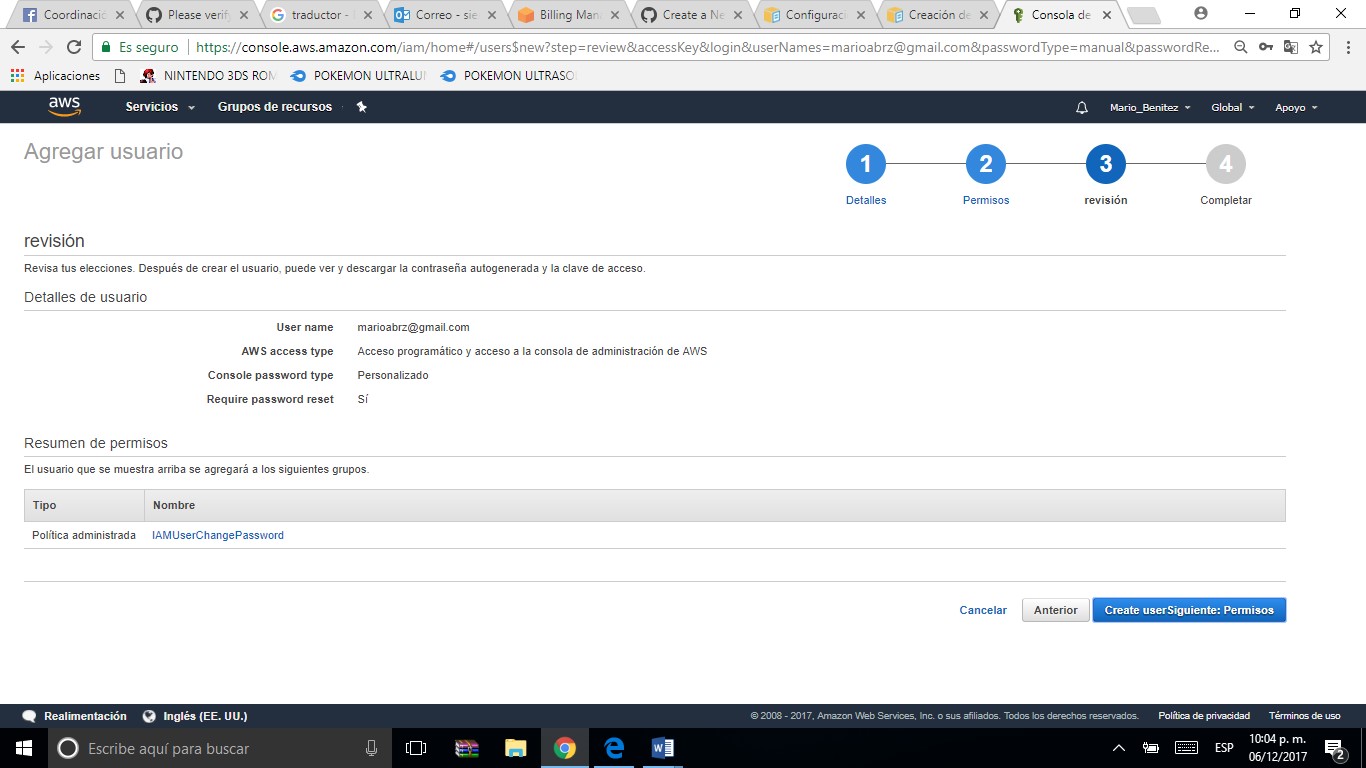 Coordinació
Please verify
traductor -
Correo - sie
Billing Man
Create a Ne
Configurac
Creación de
Consola de
Es seguro
https://console.aws.amazon.com/iam/home#/users$new?step=review&accessKey&login&userNames=marioabrz@gmail.com&passwordType=manual&passwordRe...
Aplicaciones
NINTENDO 3DS ROM
POKEMON ULTRALU
POKEMON ULTRASO
aws
Servicios
Grupos de recursos
Mario_Benitez
Global
Apoyo
Agregar usuario
1
2
3
4
Detalles
Permisos
revisión
Completar
revisión
Revisa tus elecciones. Después de crear el usuario, puede ver y descargar la contraseña autogenerada y la clave de acceso.
Detalles de usuario
User name marioabrz@gmail.com
AWS access type Acceso programático y acceso a la consola de administración de AWS
Console password type Personalizado
Require password reset Sí
Resumen de permisos
El usuario que se muestra arriba se agregará a los siguientes grupos.
Tipo Nombre
Política administrada IAMUserChangePassword
Cancelar
Anterior
Create userSiguiente: Permisos
Realimentación
Inglés (EE. UU.)
© 2008 - 2017, Amazon Web Services, Inc. o sus afiliados. Todos los derechos reservados.
Política de privacidad
Términos de uso
Escribe aquí para buscar
ESP
10:04 p. m.
06/12/2017
2